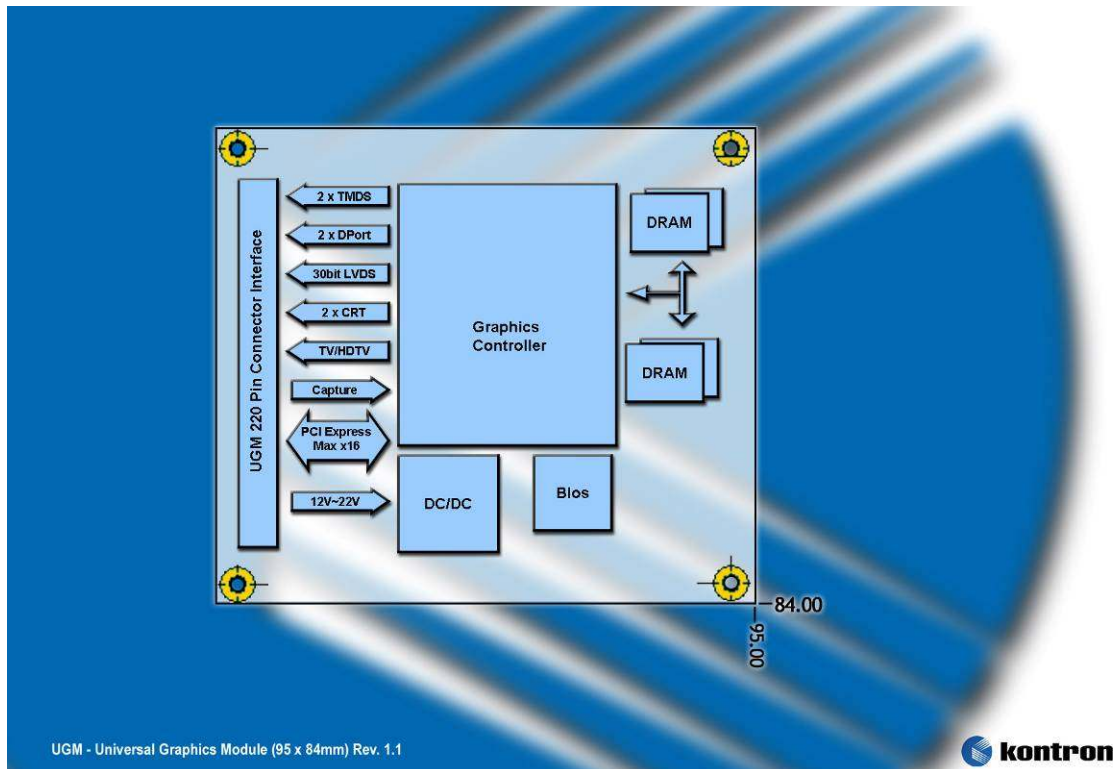 UGM 220 Pin Connector Interface
2 x TMDS
2 x DPort
30bit LVDS
2 x CRT
TV/HDTV
Capture
PCI Express
Max x16
12V~22V
Graphics
Controller
DRAM
DRAM
DC/DC
Bios
84.00
95.00
UGM - Universal Graphics Module (95 x 84mm) Rev. 1.1
kontron